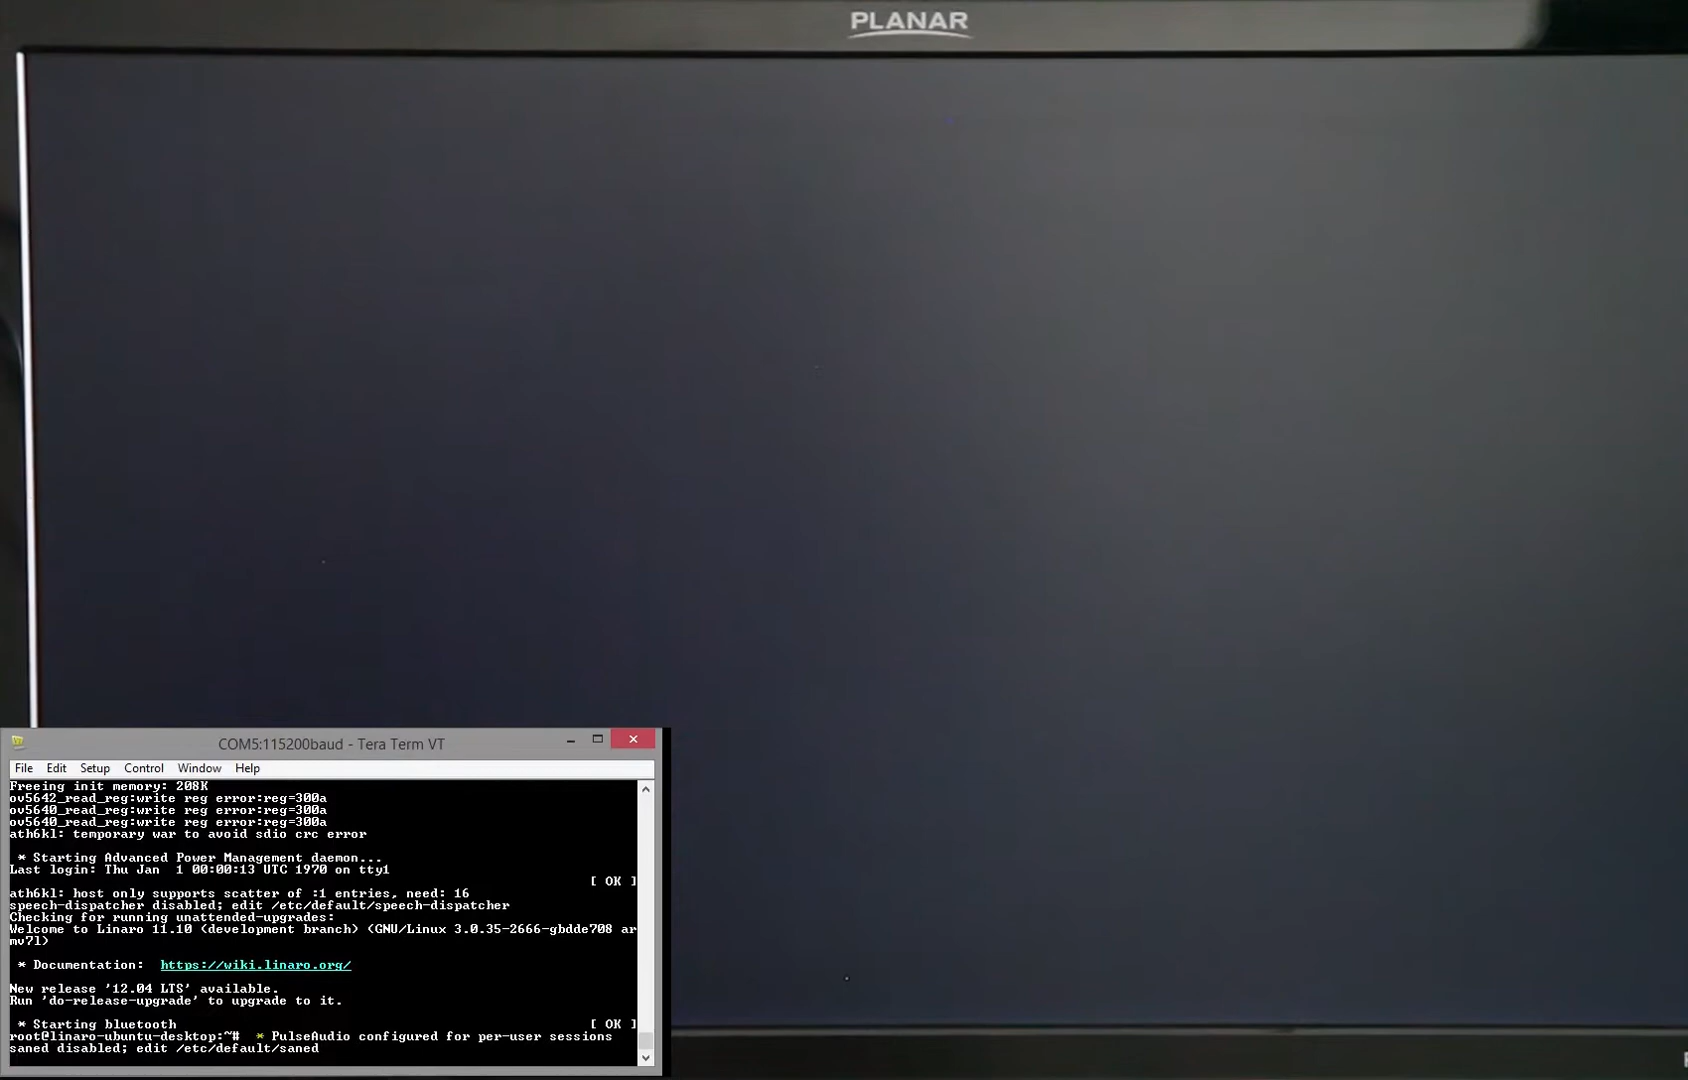 PLANAR
COM5:115200baud - Tera Term VT
File Edit Setup Control Window Help
Freeing init memory: 208K
ov5642_read_reg:write reg error:reg=300a
ov5640_read_reg:write reg error:reg=300a
ov5640_read_reg:write reg error:reg=300a
ath6kl: temporary war to avoid sdio crc error
* Starting Advanced Power Management daemon...
Last login: Thu Jan  1 00:00:13 UTC 1970 on tty1
[ OK ]
ath6kl: host only supports scatter of :1 entries, need: 16
speech-dispatcher disabled; edit /etc/default/speech-dispatcher
Checking for running unattended-upgrades:
Welcome to Linaro 11.10 (development branch) (GNU/Linux 3.0.35-2666-gbdde708 ar
mv7l)
* Documentation:  https://wiki.linaro.org/
New release '12.04 LTS' available.
Run 'do-release-upgrade' to upgrade to it.
* Starting bluetooth [ OK ]
root@linaro-ubuntu-desktop:~#  * PulseAudio configured for per-user sessions
saned disabled; edit /etc/default/saned